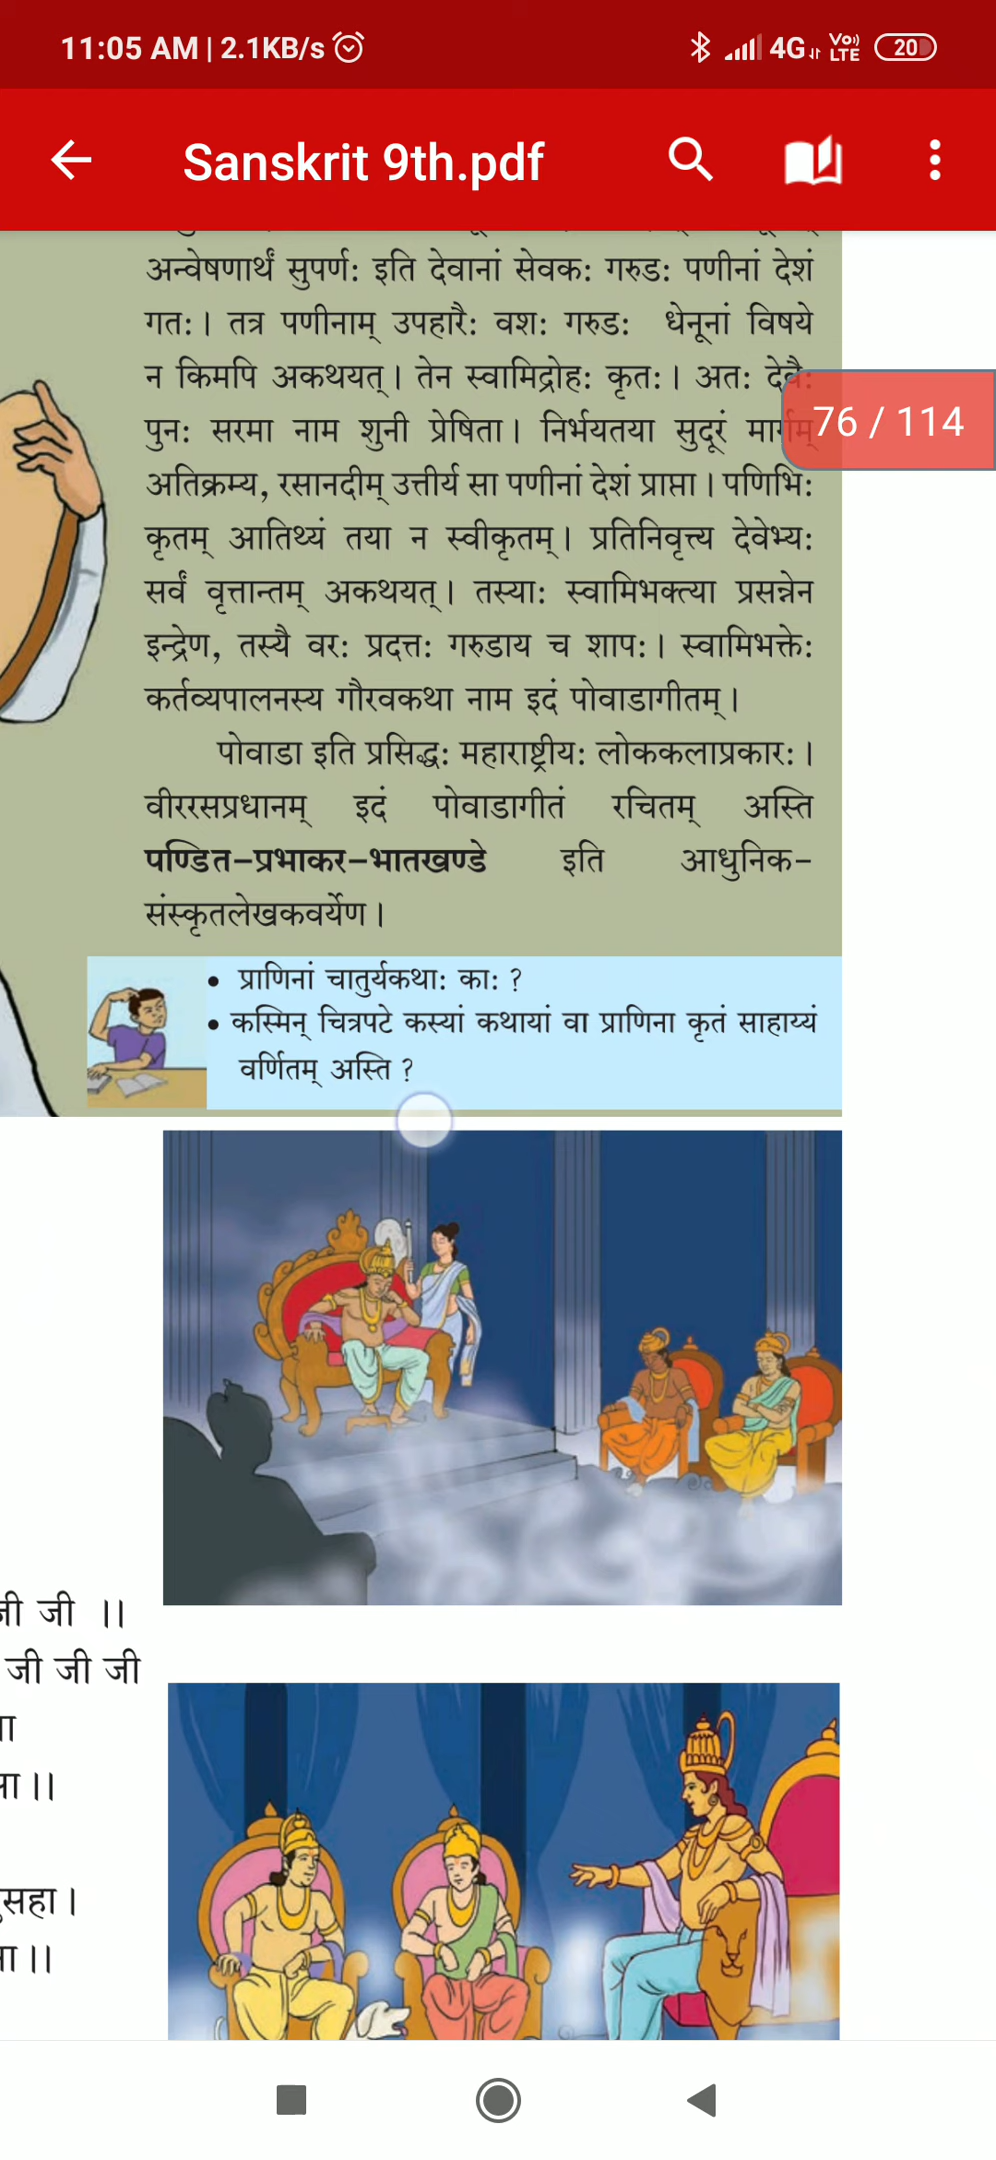 11:05 AM | 2.1KB/s
4G
Vo))
LTE
20
Sanskrit 9th.pdf
अन्वेषणार्थं सुपर्ण: इति देवानां सेवक: गरुड: पणीनां देशं
गत: । तत्र पणीनाम् उपहारै: वश: गरुड: धेनूनां विषये
न किमपि अकथयत् । तेन स्वामिद्रोह: कृत: । अत: देवै:
76 / 114
पुन: सरमा नाम शुनी प्रेषिता । निर्भयतया सुदूरं मार्गम्
अतिक्रम्य, रसानदीम् उत्तीर्य सा पणीनां देशं प्राप्ता । पणिभि:
कृतम् आतिथ्यं तया न स्वीकृतम् । प्रतिनिवृत्त्य देवेभ्य:
सर्वं वृत्तान्तम् अकथयत् । तस्या: स्वामिभक्त्या प्रसन्नेन
इन्द्रेण, तस्यै वर: प्रदत्त: गरुडाय च शाप: । स्वामिभक्ते:
कर्तव्यपालनस्य गौरवकथा नाम इदं पोवाडागीतम् ।
पोवाडा इति प्रसिद्ध: महाराष्ट्रीय: लोककलाप्रकार: ।
वीररसप्रधानम् इदं पोवाडागीतं रचितम् अस्ति
पण्डित-प्रभाकर-भातखण्डे इति आधुनिक-
संस्कृतलेखकवर्येण ।
• प्राणिनां चातुर्यकथा: का: ?
• कस्मिन् चित्रपटे कस्यां कथायां वा प्राणिना कृतं साहाय्यं
वर्णितम् अस्ति ?
जी जी ।।
जी जी जी
।।
सहा ।
।।